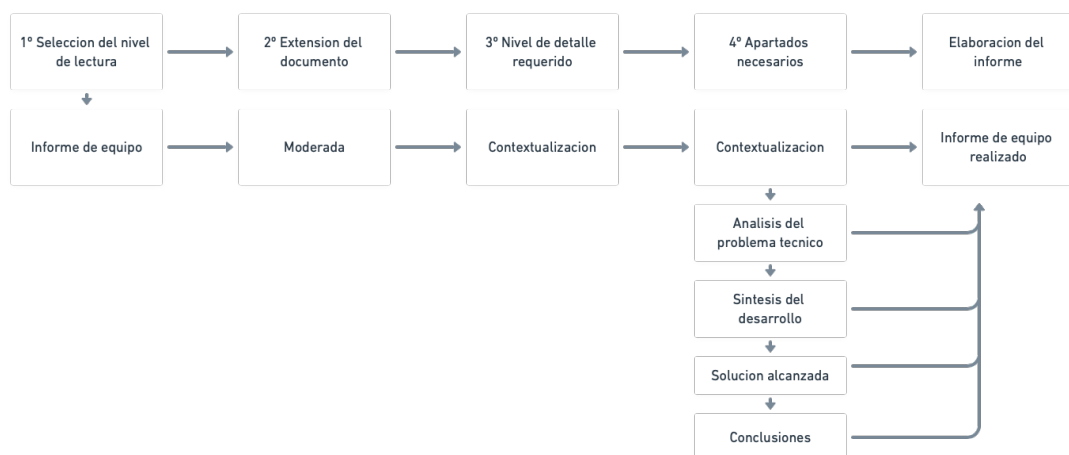 1º Seleccion del nivel
de lectura
2º Extension del
documento
3º Nivel de detalle
requerido
4º Apartados
necesarios
Elaboracion del
informe
Informe de equipo
Moderada
Contextualizacion
Contextualizacion
Informe de equipo
realizado
Analisis del
problema tecnico
Sintesis del
desarrollo
Solucion alcanzada
Conclusiones